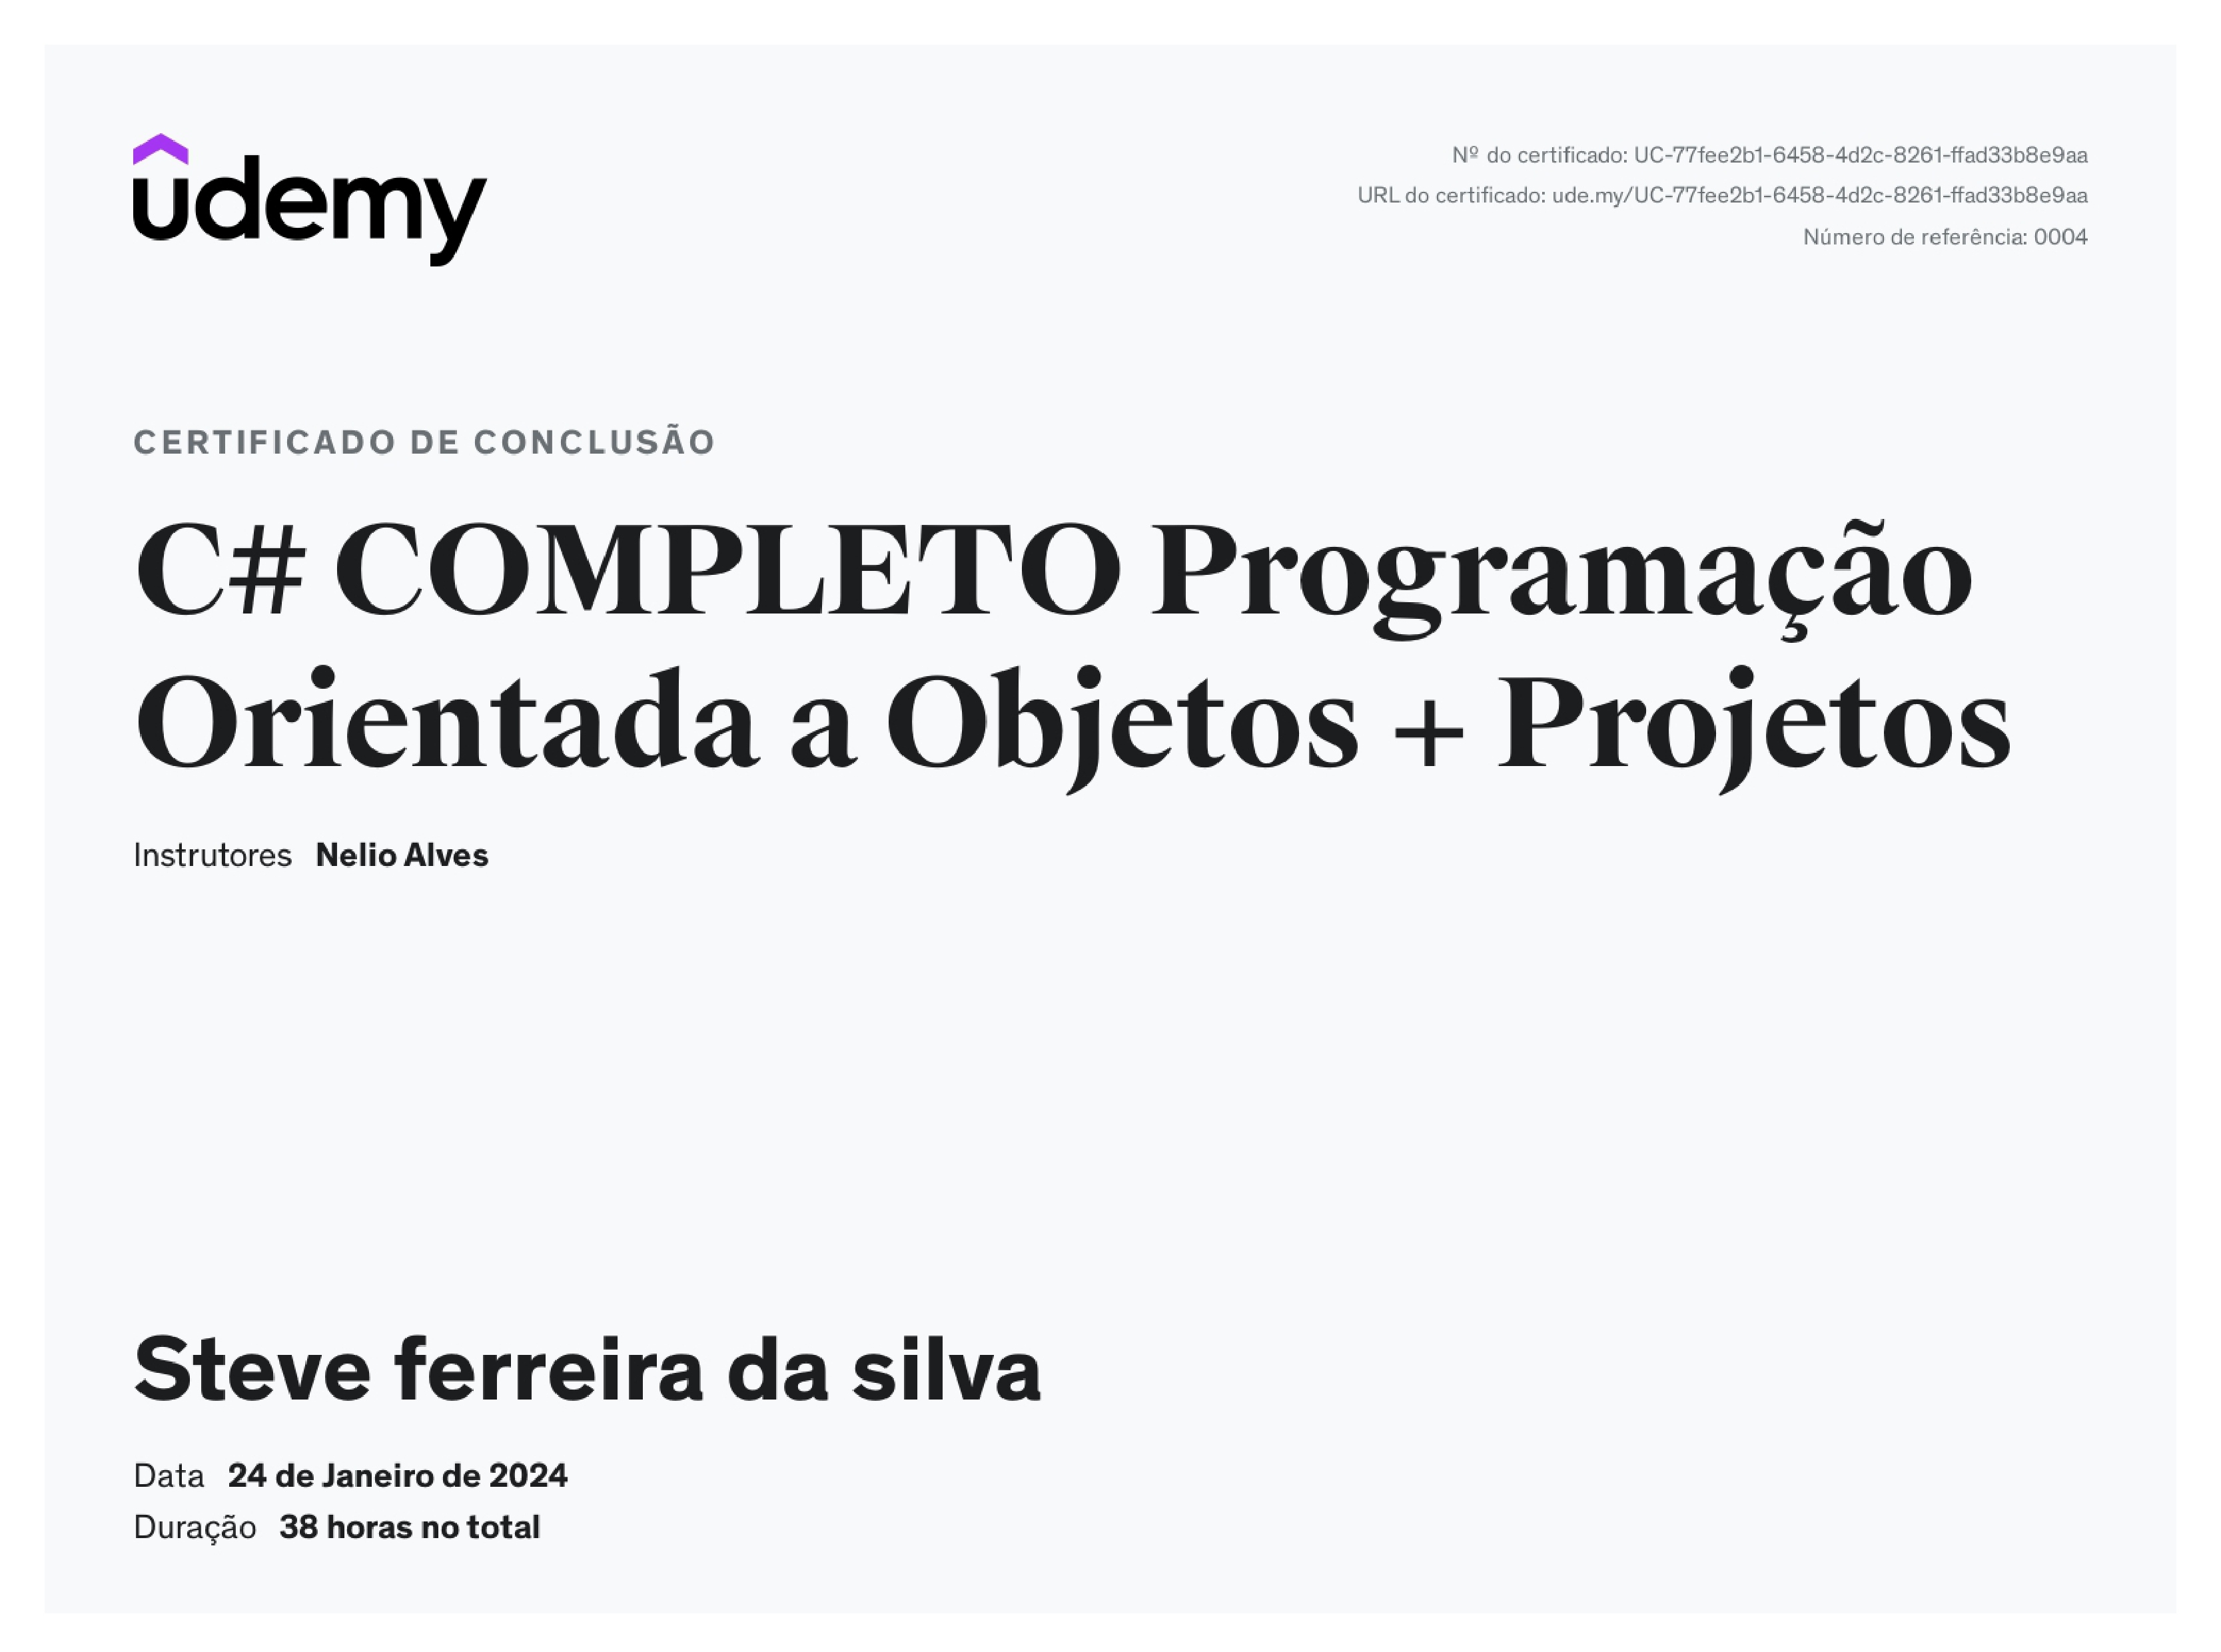 udemy
Nº do certificado: UC-77fee2b1-6458-4d2c-8261-ffad33b8e9aa
URL do certificado: ude.my/UC-77fee2b1-6458-4d2c-8261-ffad33b8e9aa
Número de referência: 0004
CERTIFICADO DE CONCLUSÃO
C# COMPLETO Programação
Orientada a Objetos + Projetos
Instrutores Nelio Alves
Steve ferreira da silva
Data 24 de Janeiro de 2024
Duração 38 horas no total